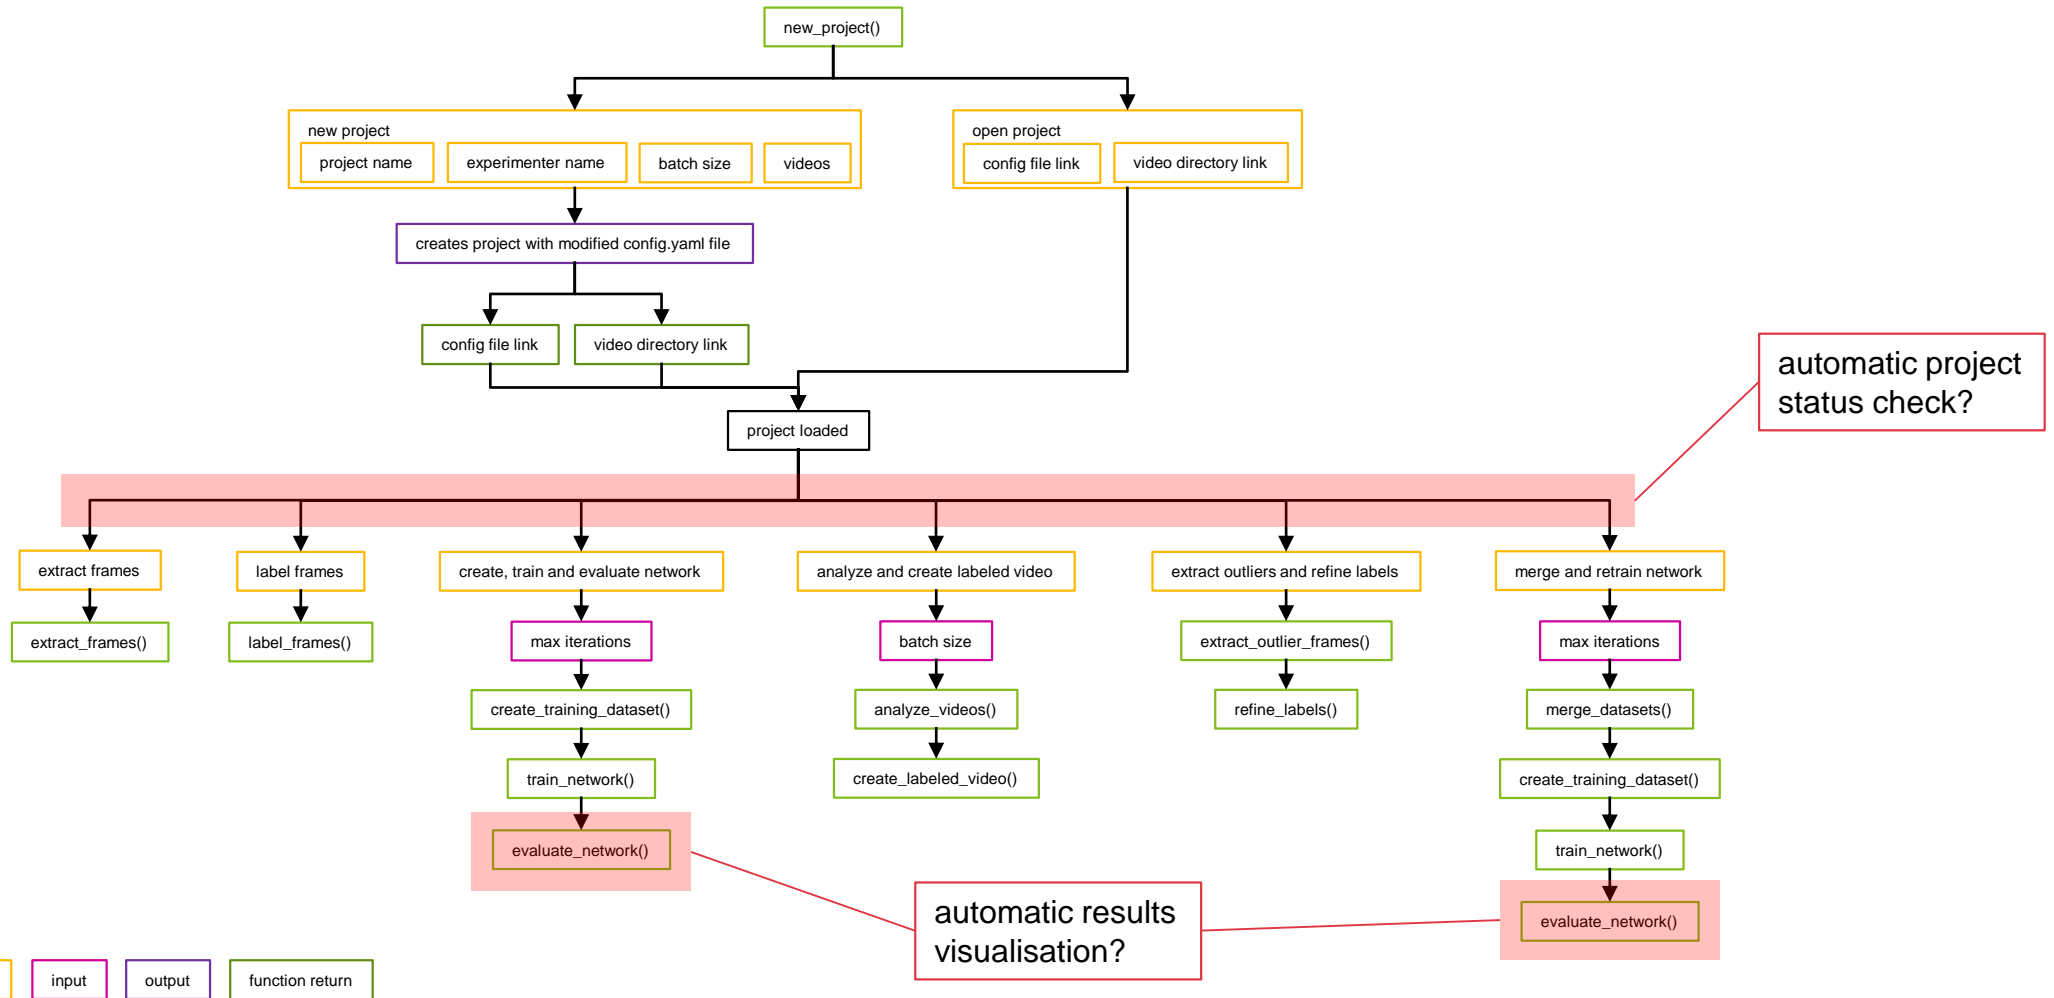 new_project()
new project
project name
experimenter name
batch size
videos
open project
config file link
video directory link
creates project with modified config.yaml file
config file link
video directory link
project loaded
automatic project
status check?
extract frames
label frames
create, train and evaluate network
analyze and create labeled video
extract outliers and refine labels
merge and retrain network
extract_frames()
label_frames()
max iterations
batch size
extract_outlier_frames()
max iterations
create_training_dataset()
analyze_videos()
refine_labels()
merge_datasets()
train_network()
create_labeled_video()
create_training_dataset()
evaluate_network()
train_network()
automatic results
visualisation?
evaluate_network()
input
output
function return